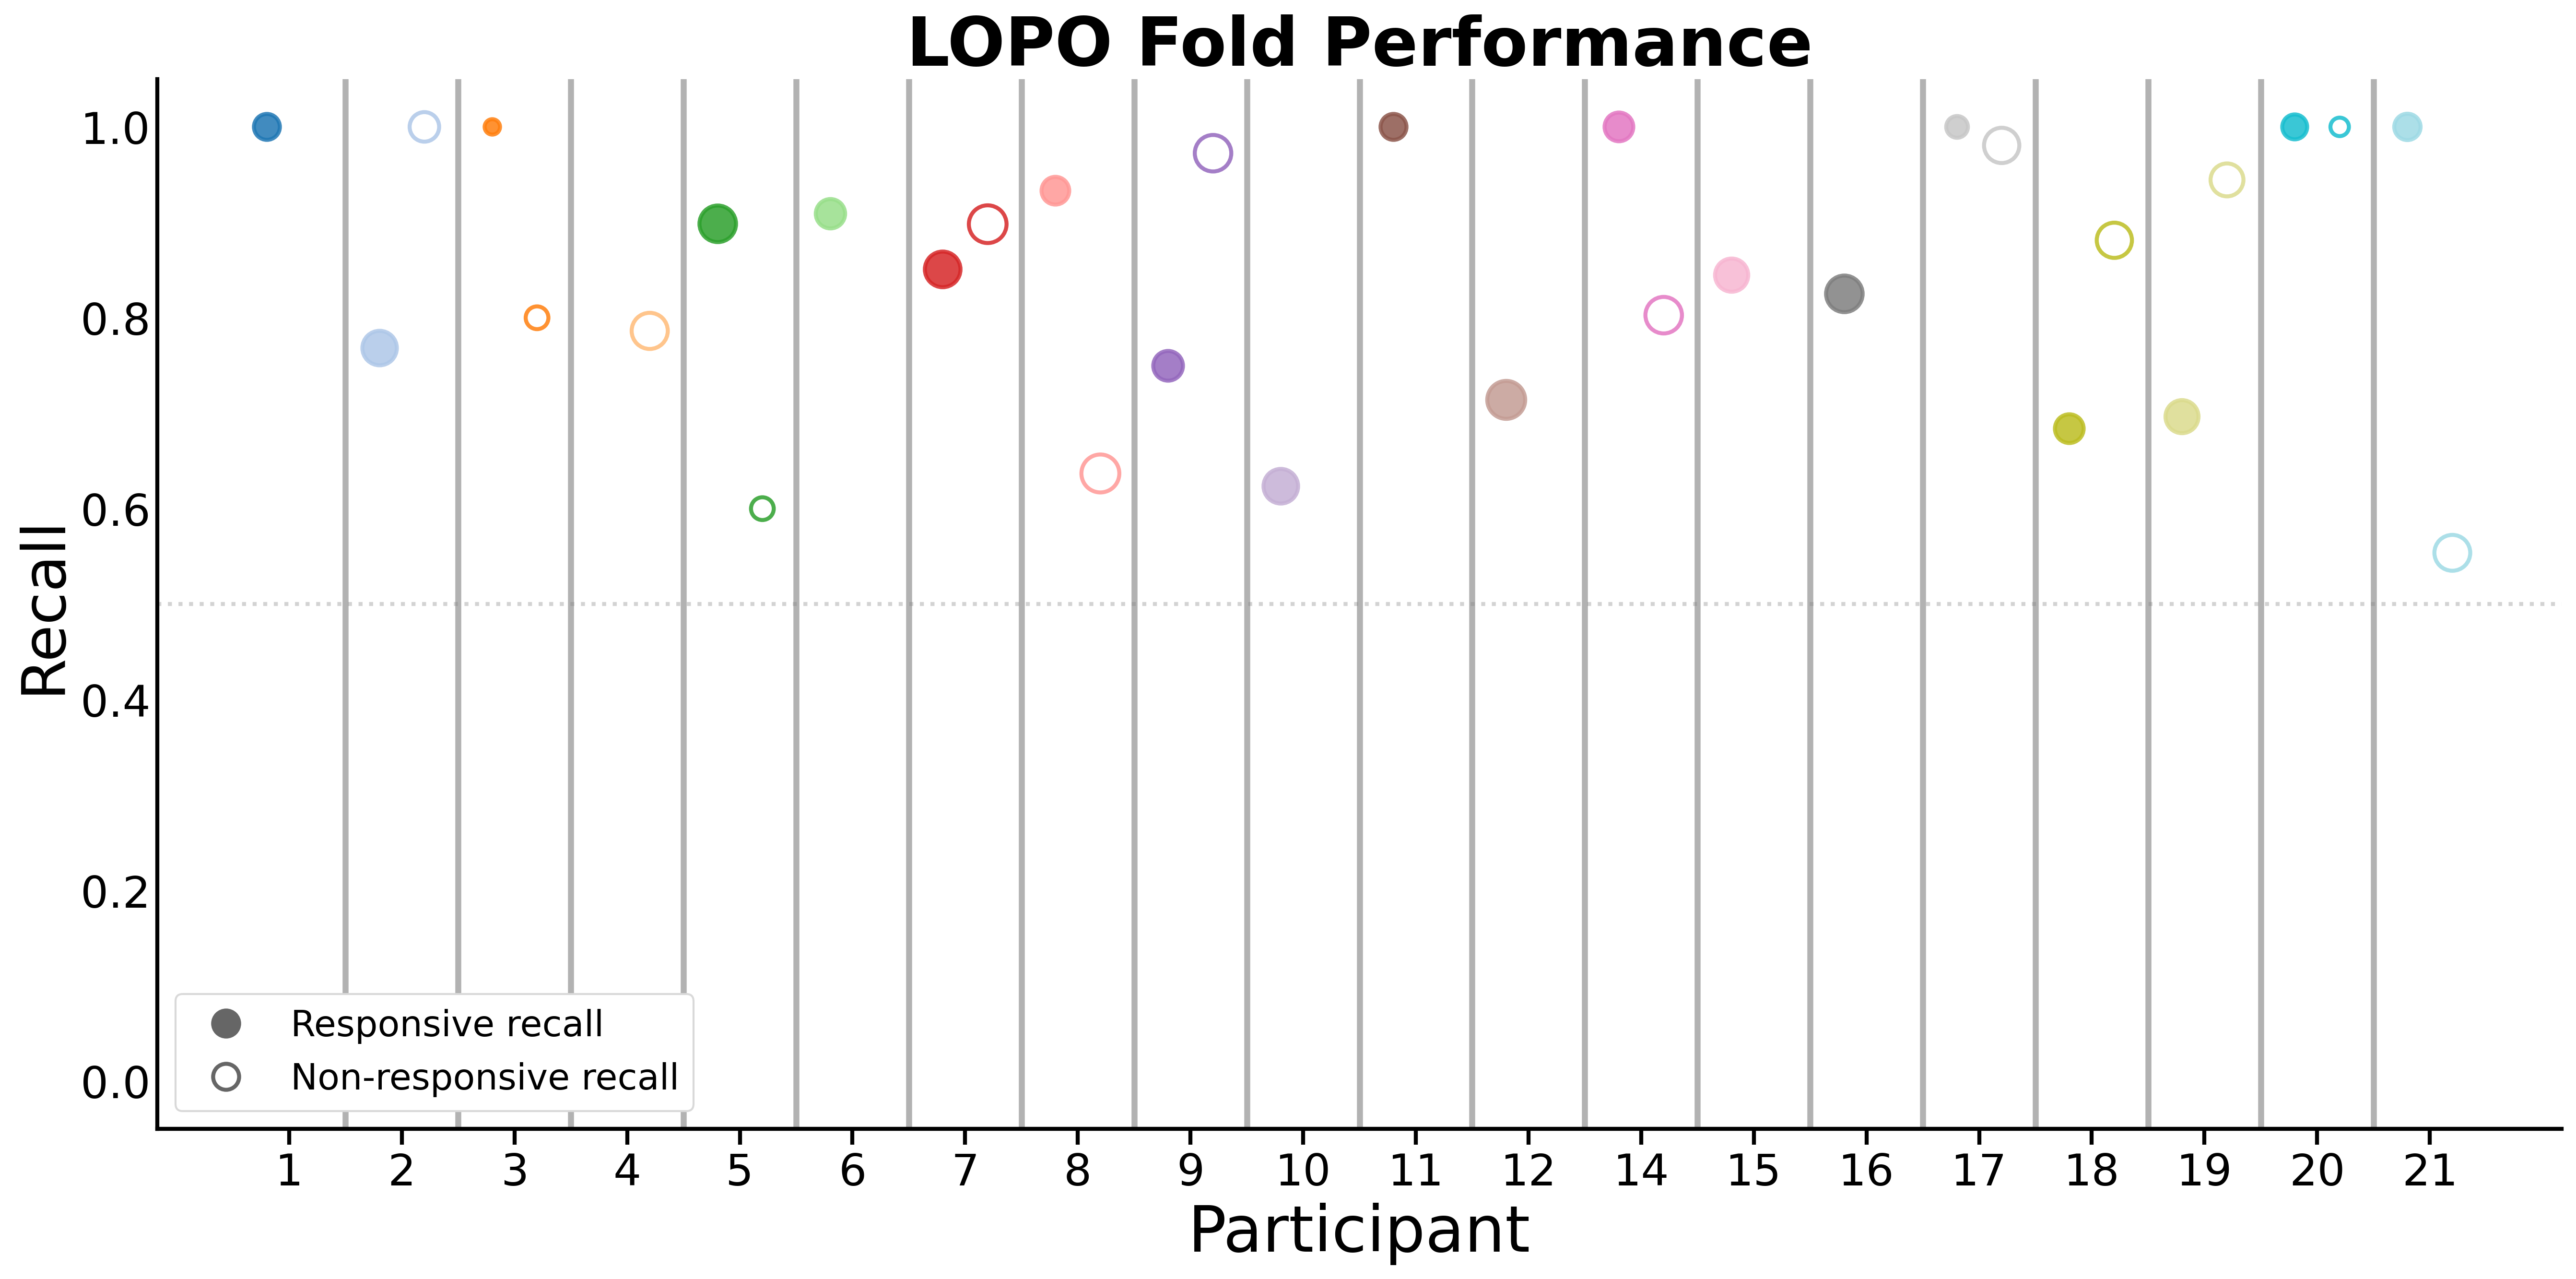 LOPO Fold Performance
1.0
0.8
0.6
0.4
0.2
0.0
Recall
Responsive recall
Non-responsive recall
1 2 3 4 5 6 7 8 9 10 11 12 14 15 16 17 18 19 20 21
Participant